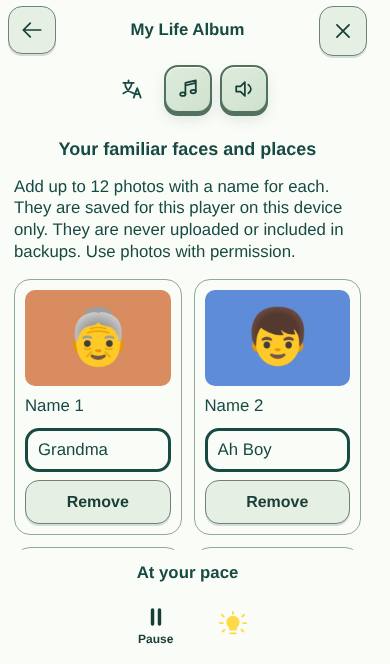 My Life Album
Your familiar faces and places
Add up to 12 photos with a name for each.
They are saved for this player on this device
only. They are never uploaded or included in
backups. Use photos with permission.
Name 1
Name 2
Grandma
Ah Boy
Remove
Remove
At your pace
Pause